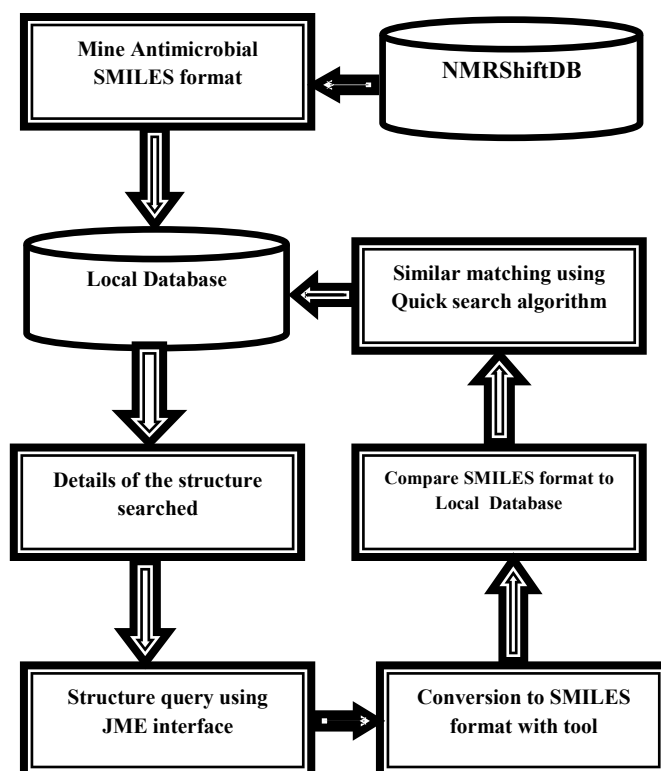 Mine Antimicrobial
SMILES format
NMRShiftDB
Local Database
Similar matching using
Quick search algorithm
Details of the structure
searched
Compare SMILES format to
Local Database
Structure query using
JME interface
Conversion to SMILES
format with tool